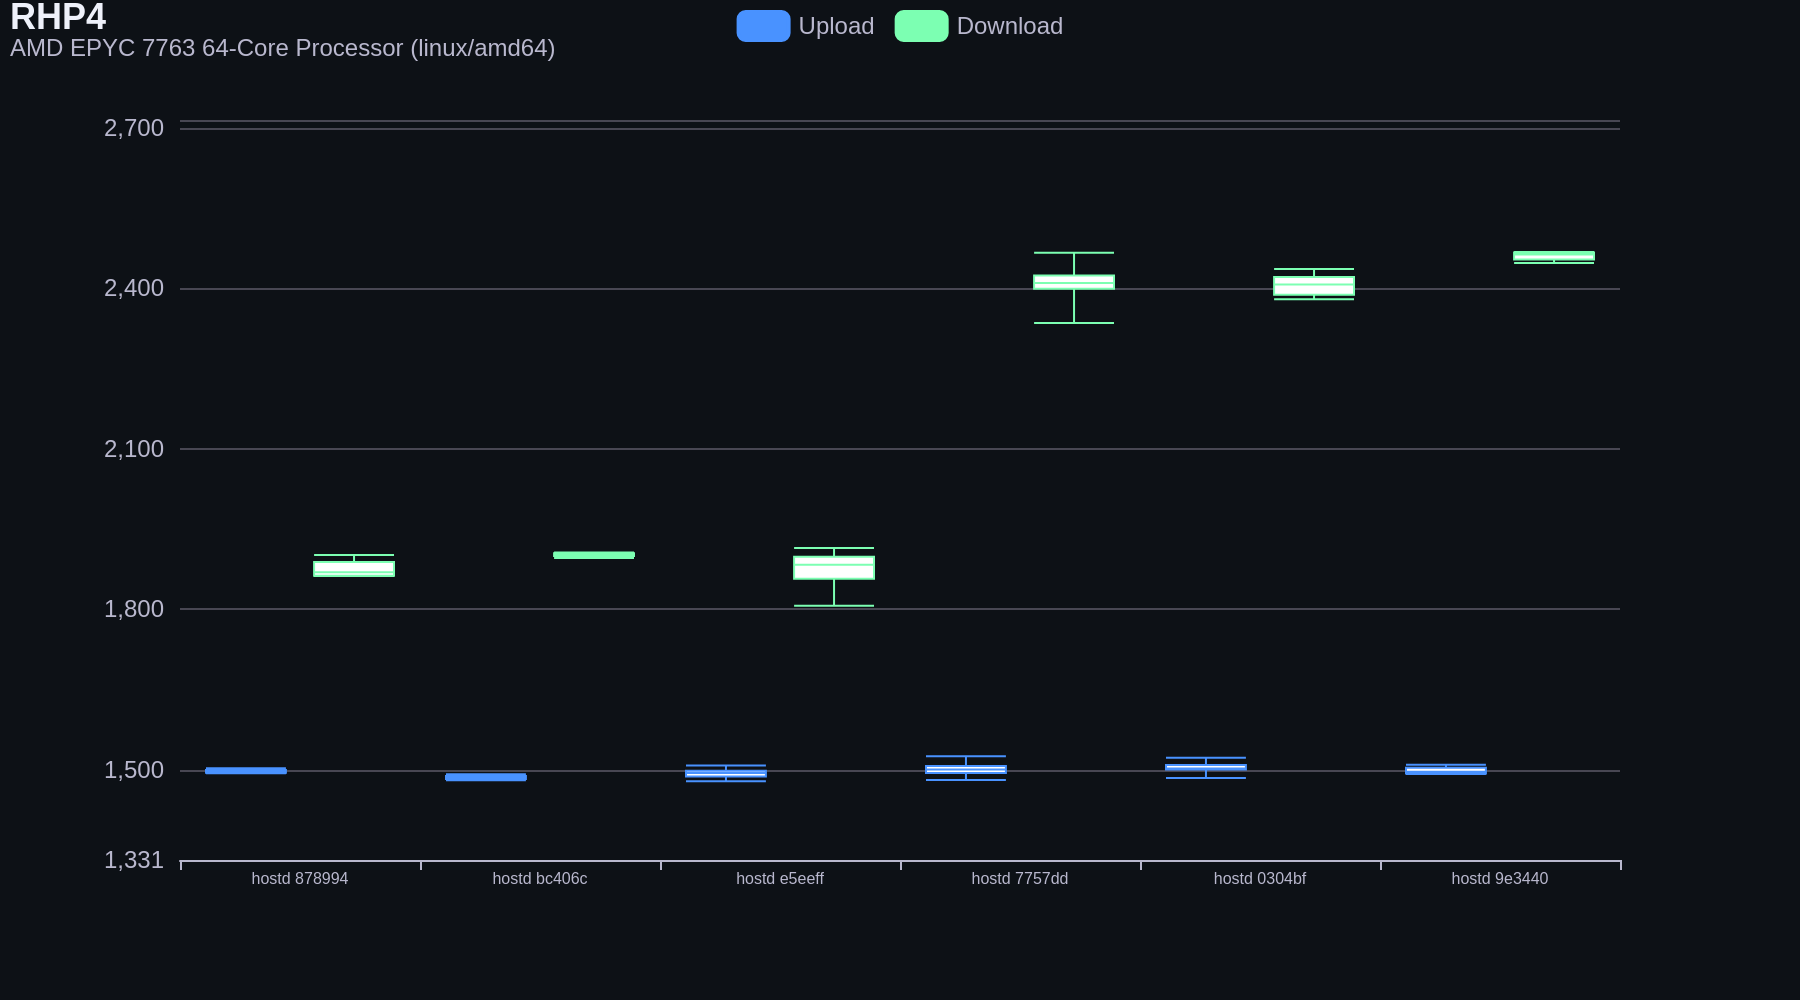 RHP4
AMD EPYC 7763 64-Core Processor (linux/amd64)
Upload
Download
2,700
2,400
2,100
1,800
1,500
1,331
hostd 878994
hostd bc406c
hostd e5eeff
hostd 7757dd
hostd 0304bf
hostd 9e3440